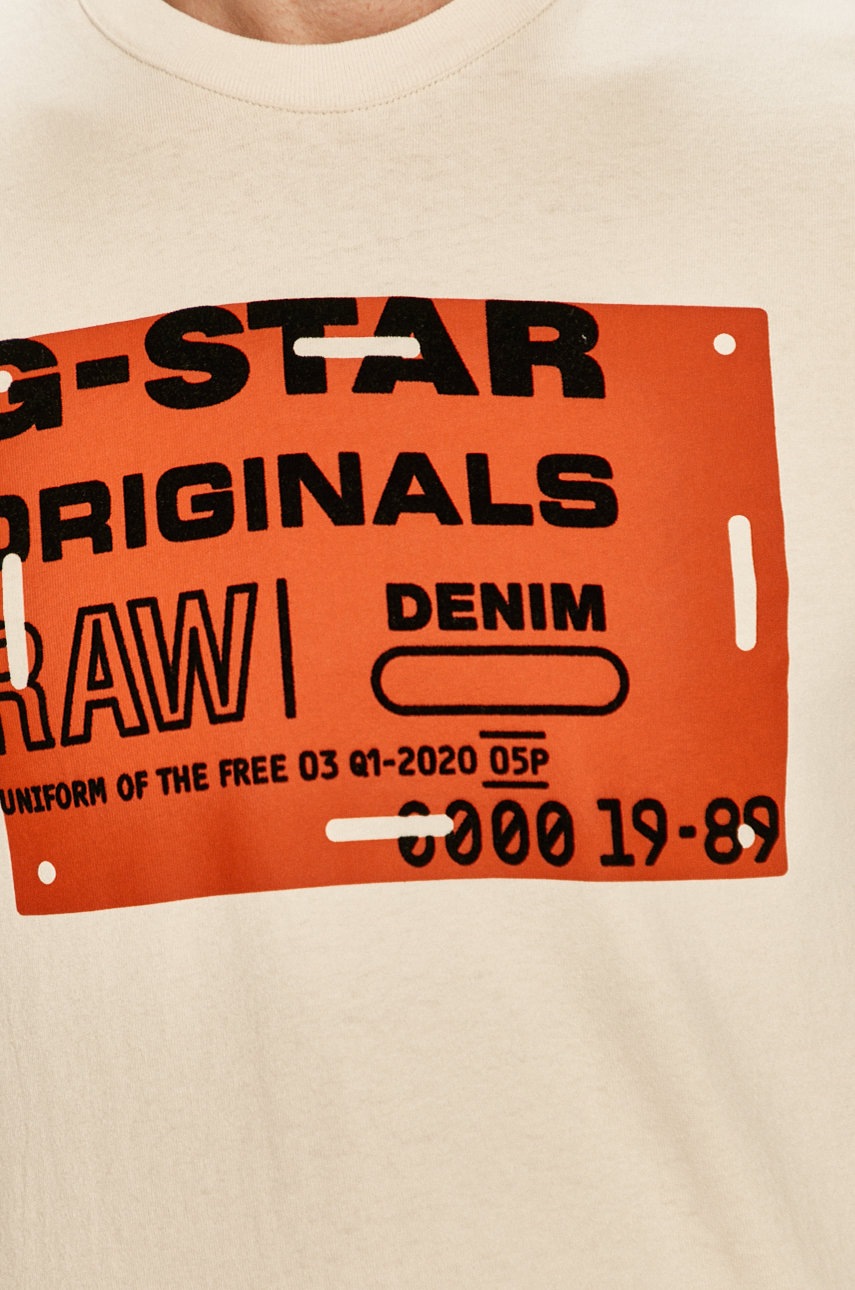 G-STAR
ORIGINALS
RAW
DENIM
UNIFORM OF THE FREE 03 Q1-2020 05P
0000 19-89